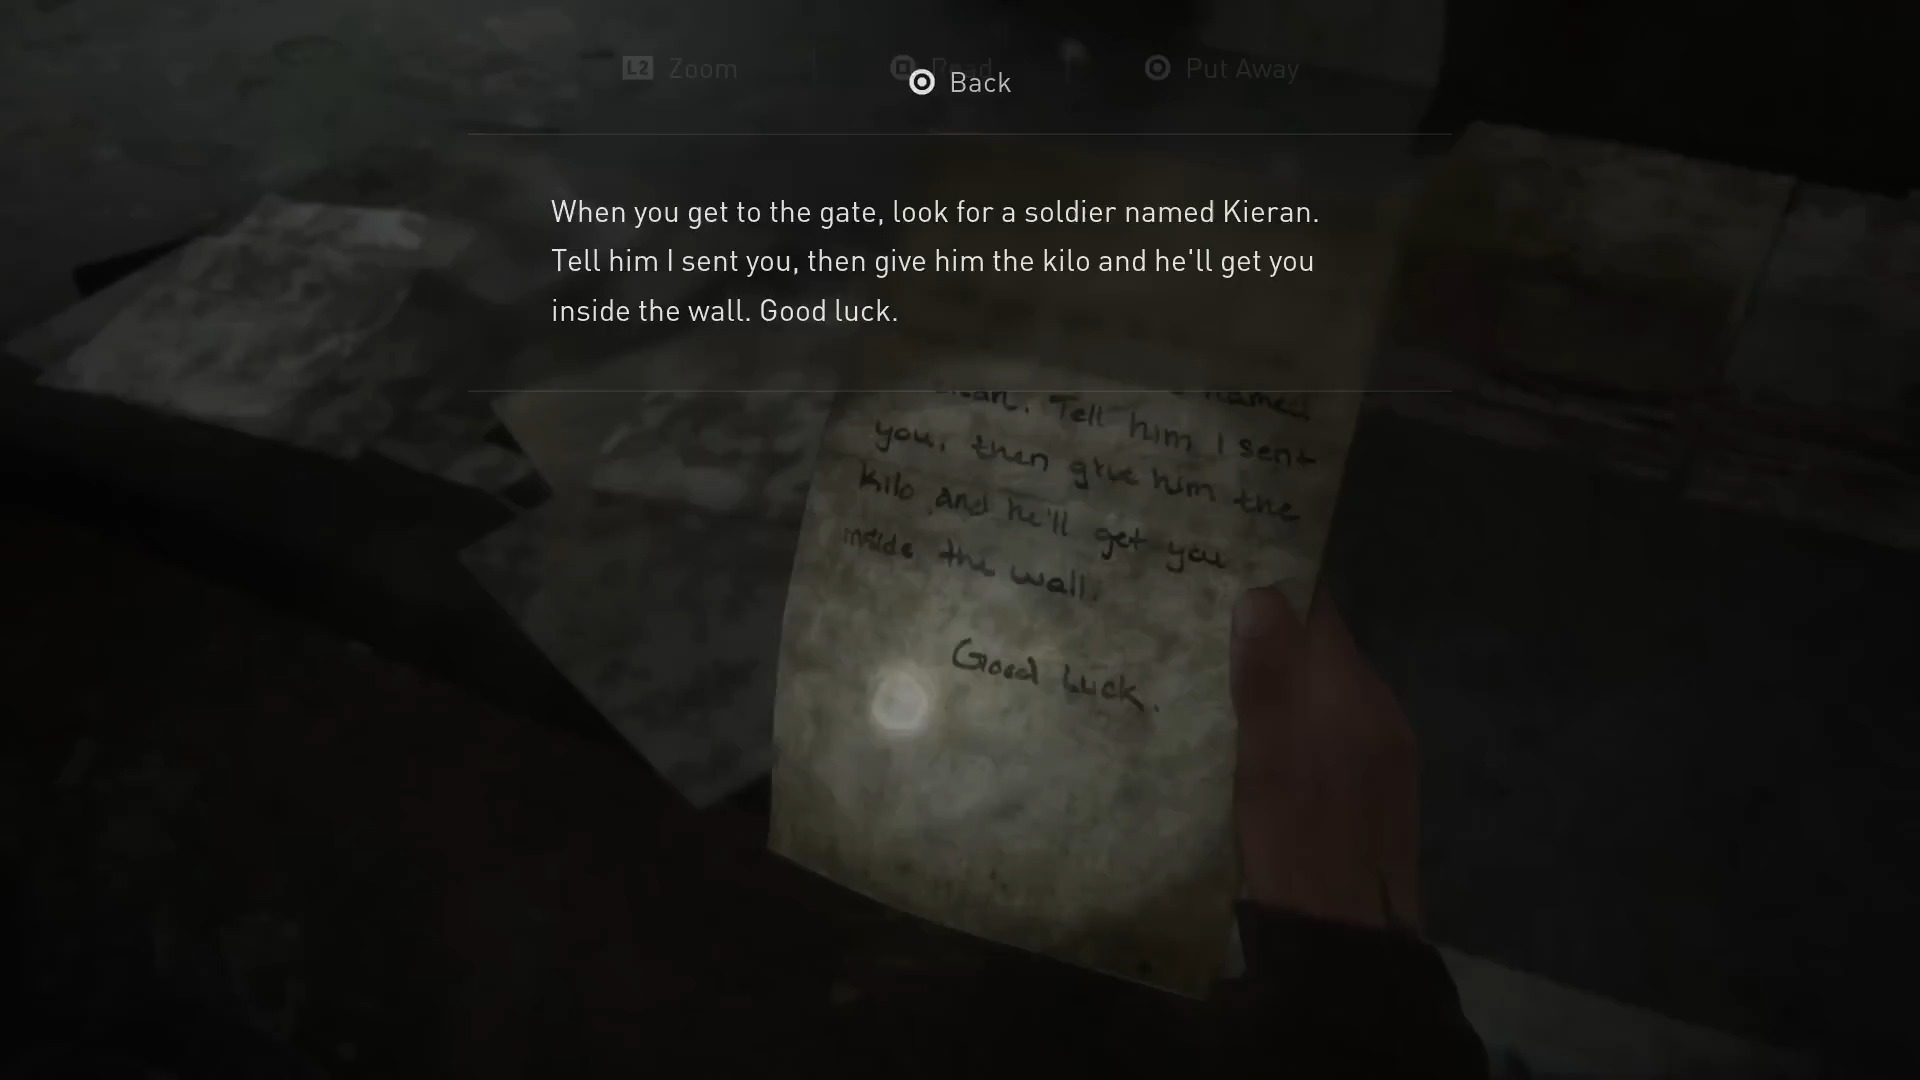 L2 Zoom
Read
Put Away
Back
When you get to the gate, look for a soldier named Kieran.
Tell him I sent you, then give him the kilo and he'll get you
inside the wall. Good luck.
named
Tell him I sent
you, then give him the
kilo and he'll get you
inside the wall.
Good Luck.